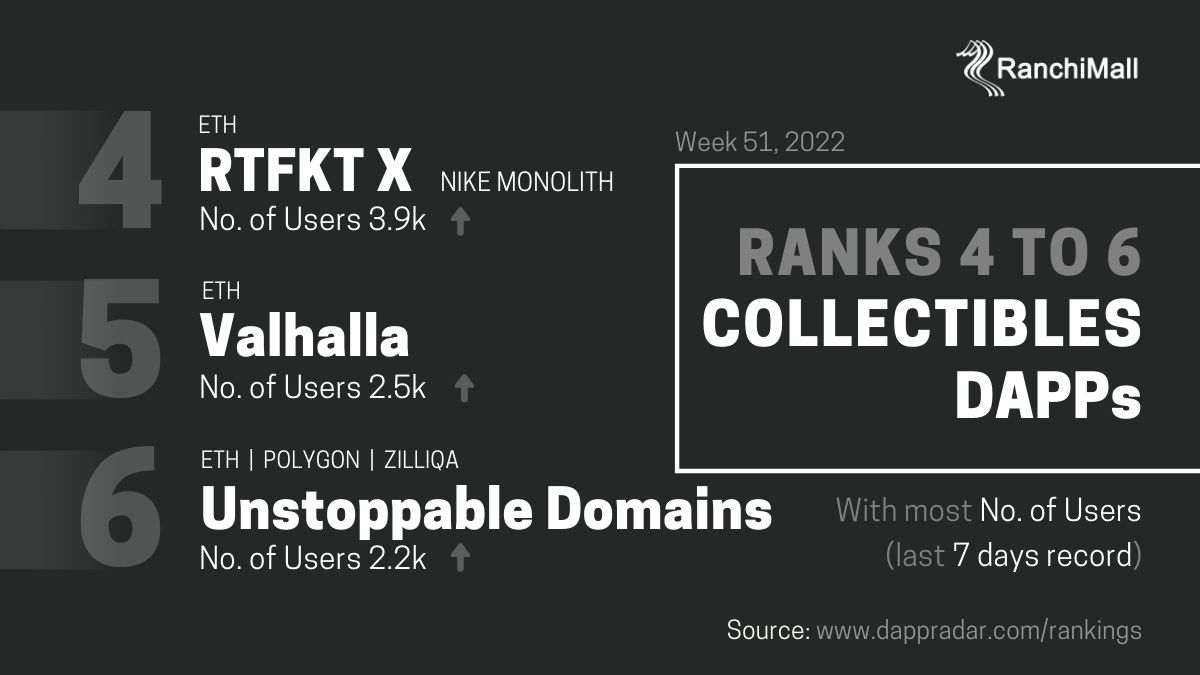 RanchiMall
4
ETH
RTFKT X NIKE MONOLITH
No. of Users 3.9k
5
ETH
Valhalla
No. of Users 2.5k
6
ETH | POLYGON | ZILLIQA
Unstoppable Domains
No. of Users 2.2k
Week 51, 2022
RANKS 4 TO 6
COLLECTIBLES
DAPPs
With most No. of Users
(last 7 days record)
Source: www.dappradar.com/rankings